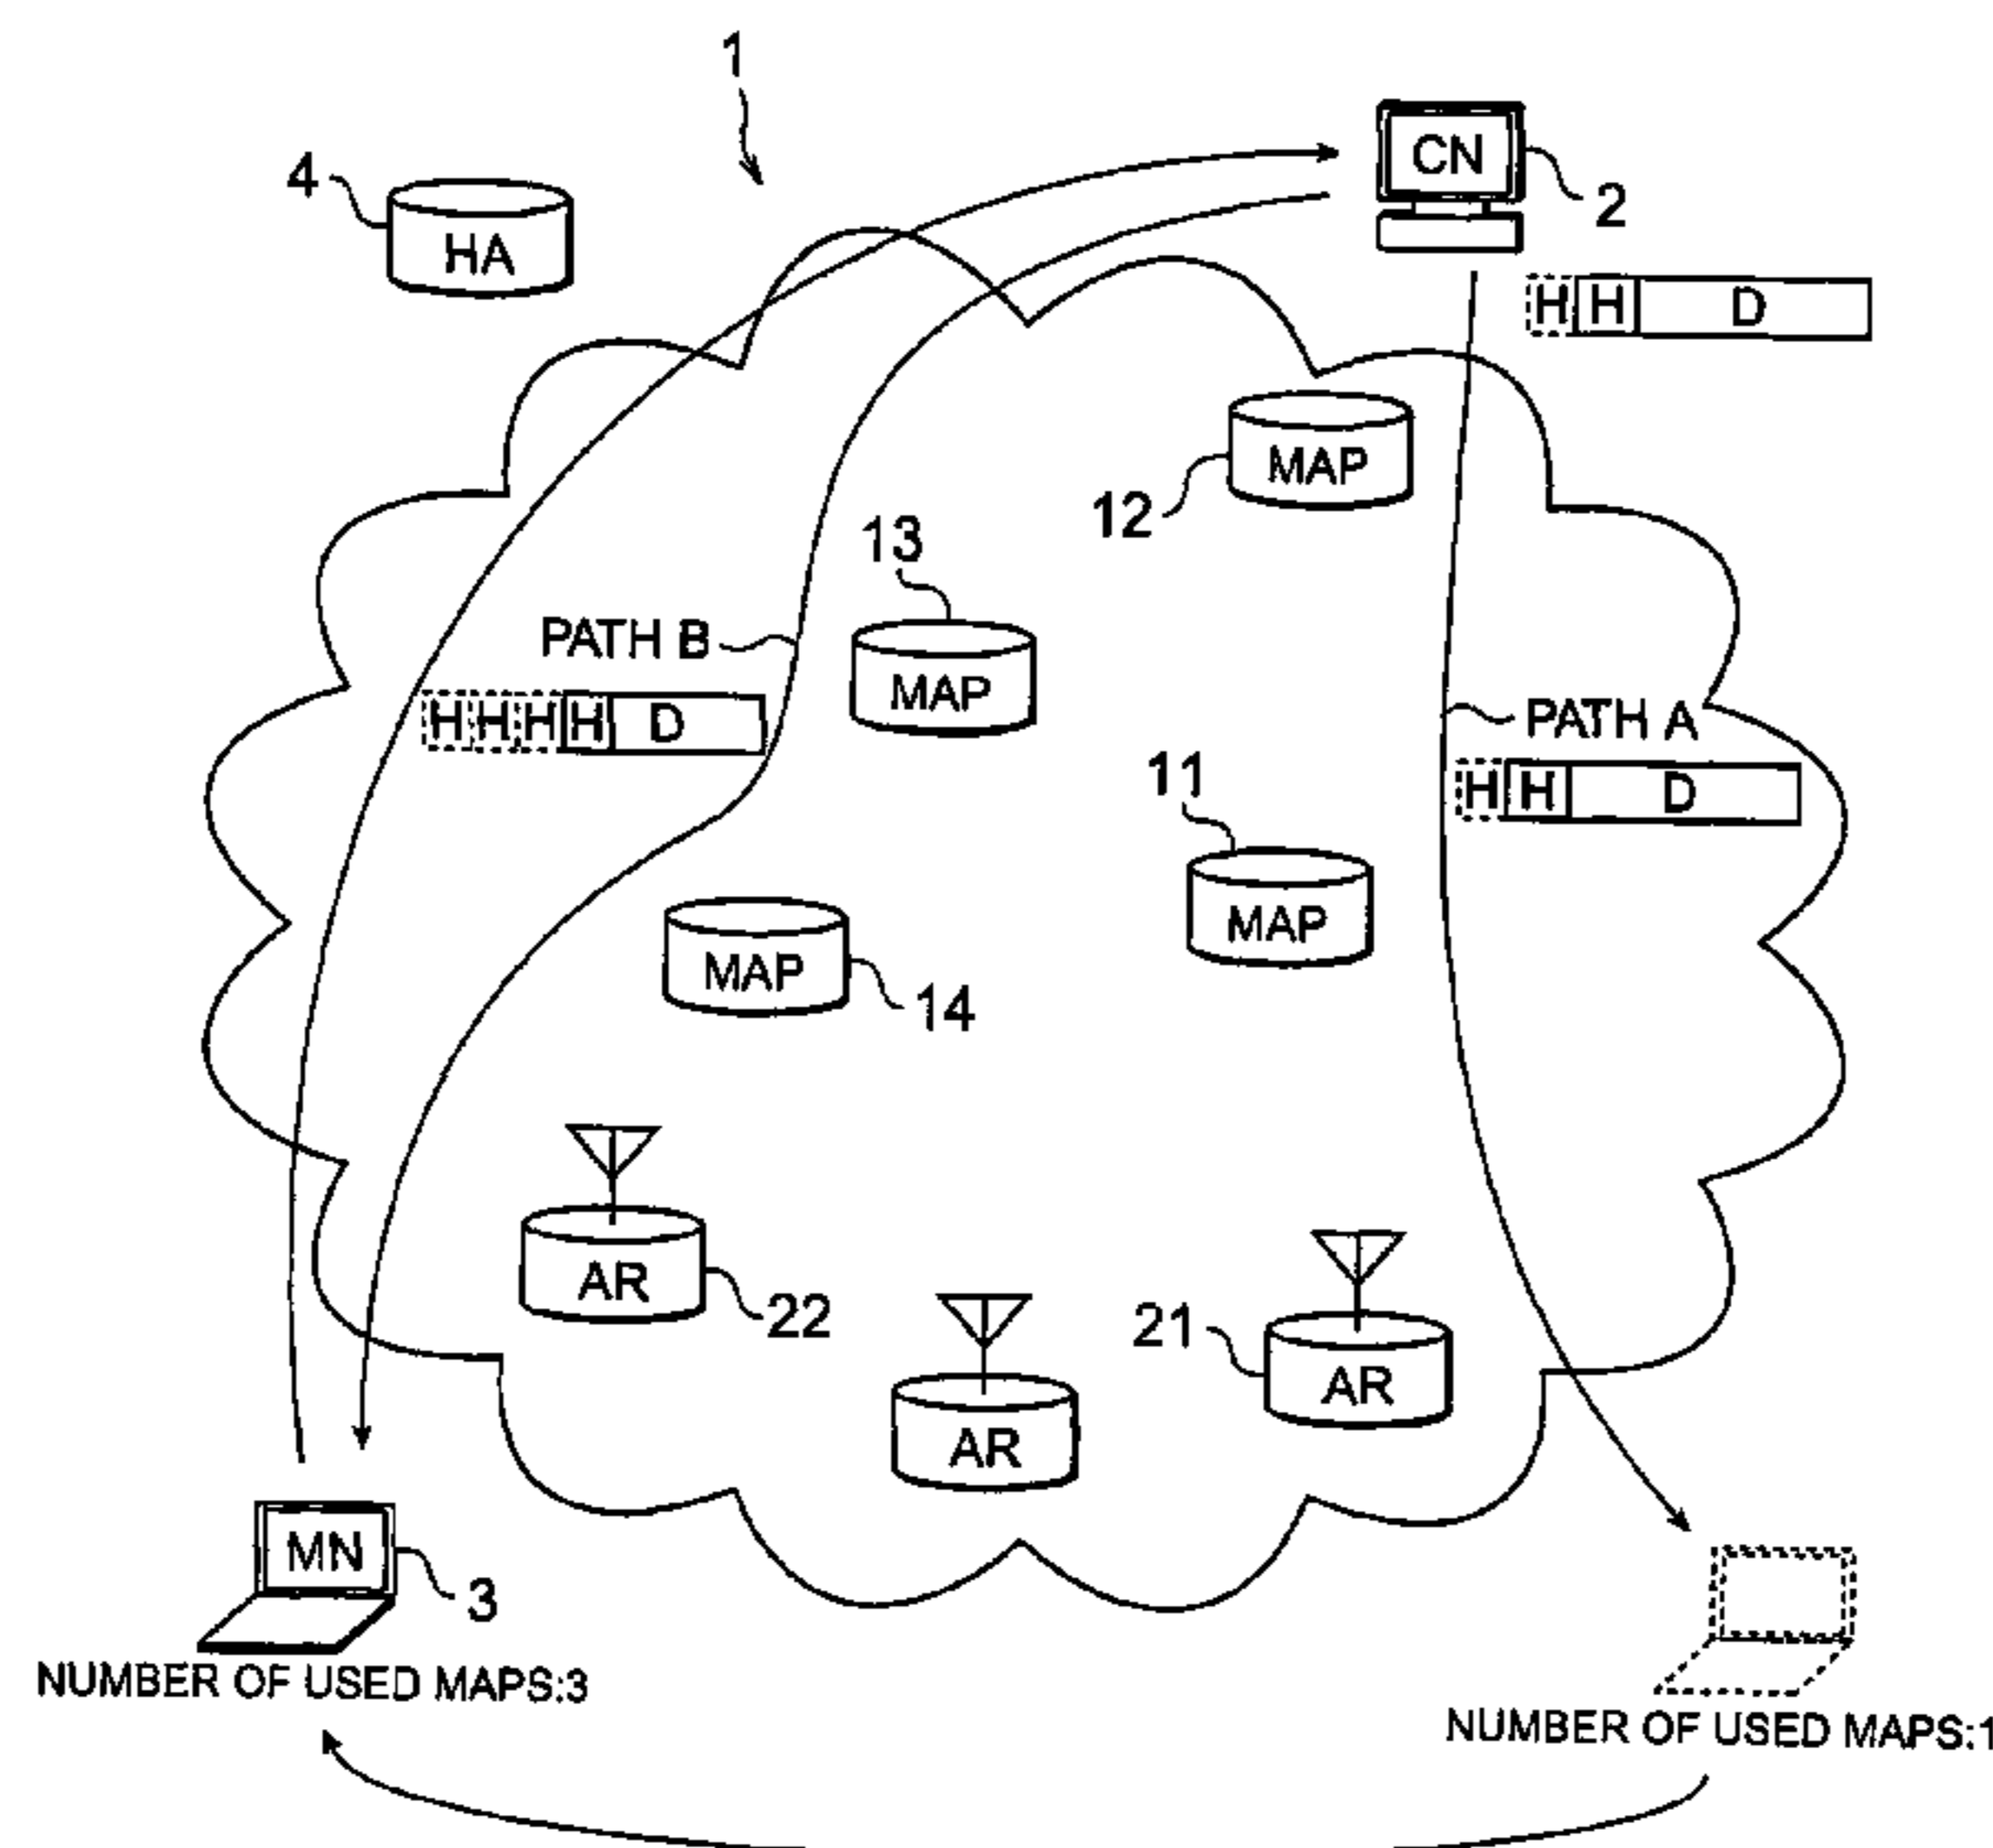 1
4
HA
CN
2
H H D
MAP
12
13
MAP
PATH B
H H H H D
PATH A
H H D
11
MAP
MAP
14
AR
22
AR
21
AR
MN
3
NUMBER OF USED MAPS:3
NUMBER OF USED MAPS:1